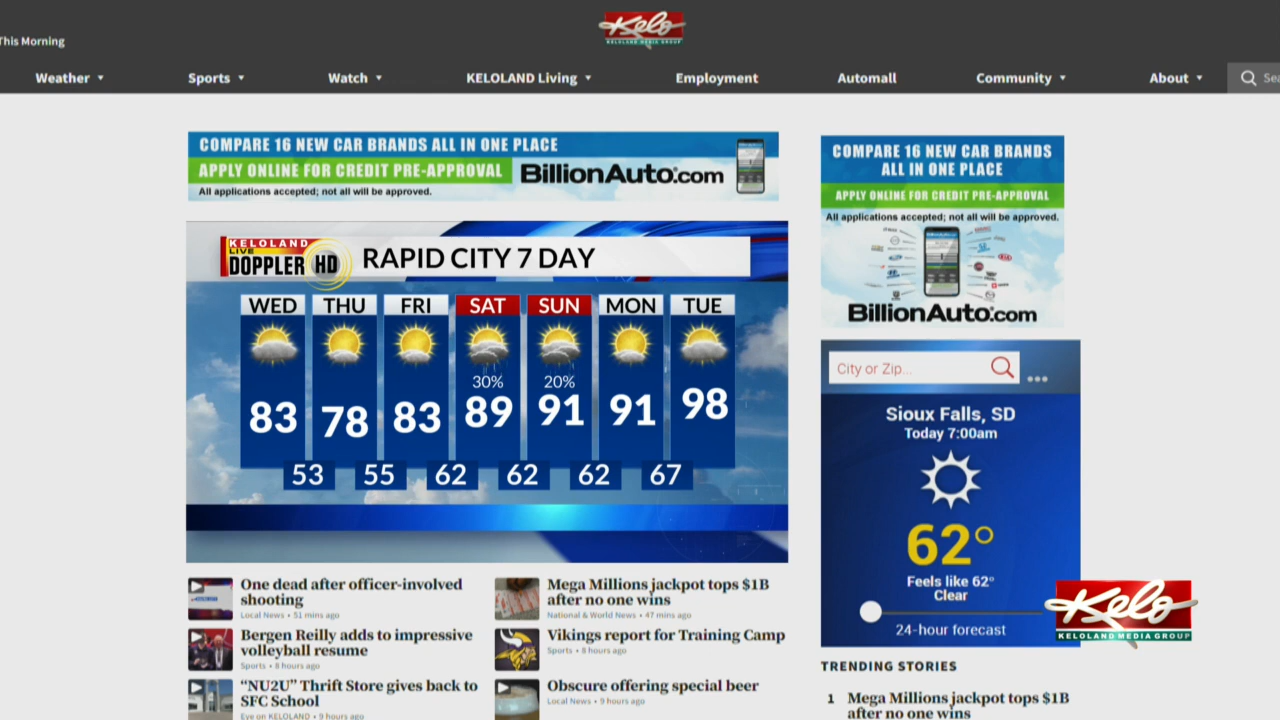 Kelo
KELOLAND MEDIA GROUP
This Morning
Weather
Sports
Watch
KELOLAND Living
Employment
Automall
Community
About
COMPARE 16 NEW CAR BRANDS ALL IN ONE PLACE
APPLY ONLINE FOR CREDIT PRE-APPROVAL
BillionAuto.com
All applications accepted; not all will be approved.
COMPARE 16 NEW CAR BRANDS
ALL IN ONE PLACE
APPLY ONLINE FOR CREDIT PRE-APPROVAL
All applications accepted; not all will be approved.
BillionAuto.com
KELOLAND
LIVE
DOPPLER HD
RAPID CITY 7 DAY
WED THU FRI SAT SUN MON TUE
30% 20%
83 78 83 89 91 91 98
53 55 62 62 62 67
City or Zip...
Sioux Falls, SD
Today 7:00am
62°
Feels like 62°
Clear
24-hour forecast
Kelo
KELOLAND MEDIA GROUP
One dead after officer-involved
shooting
Local News • 51 mins ago
Mega Millions jackpot tops $1B
after no one wins
National & World News • 47 mins ago
Bergen Reilly adds to impressive
volleyball resume
Sports • 8 hours ago
Vikings report for Training Camp
Sports • 8 hours ago
"NU2U" Thrift Store gives back to
SFC School
Eye on KELOLAND • 9 hours ago
Obscure offering special beer
Local News • 9 hours ago
TRENDING STORIES
1 Mega Millions jackpot tops $1B
after no one wins